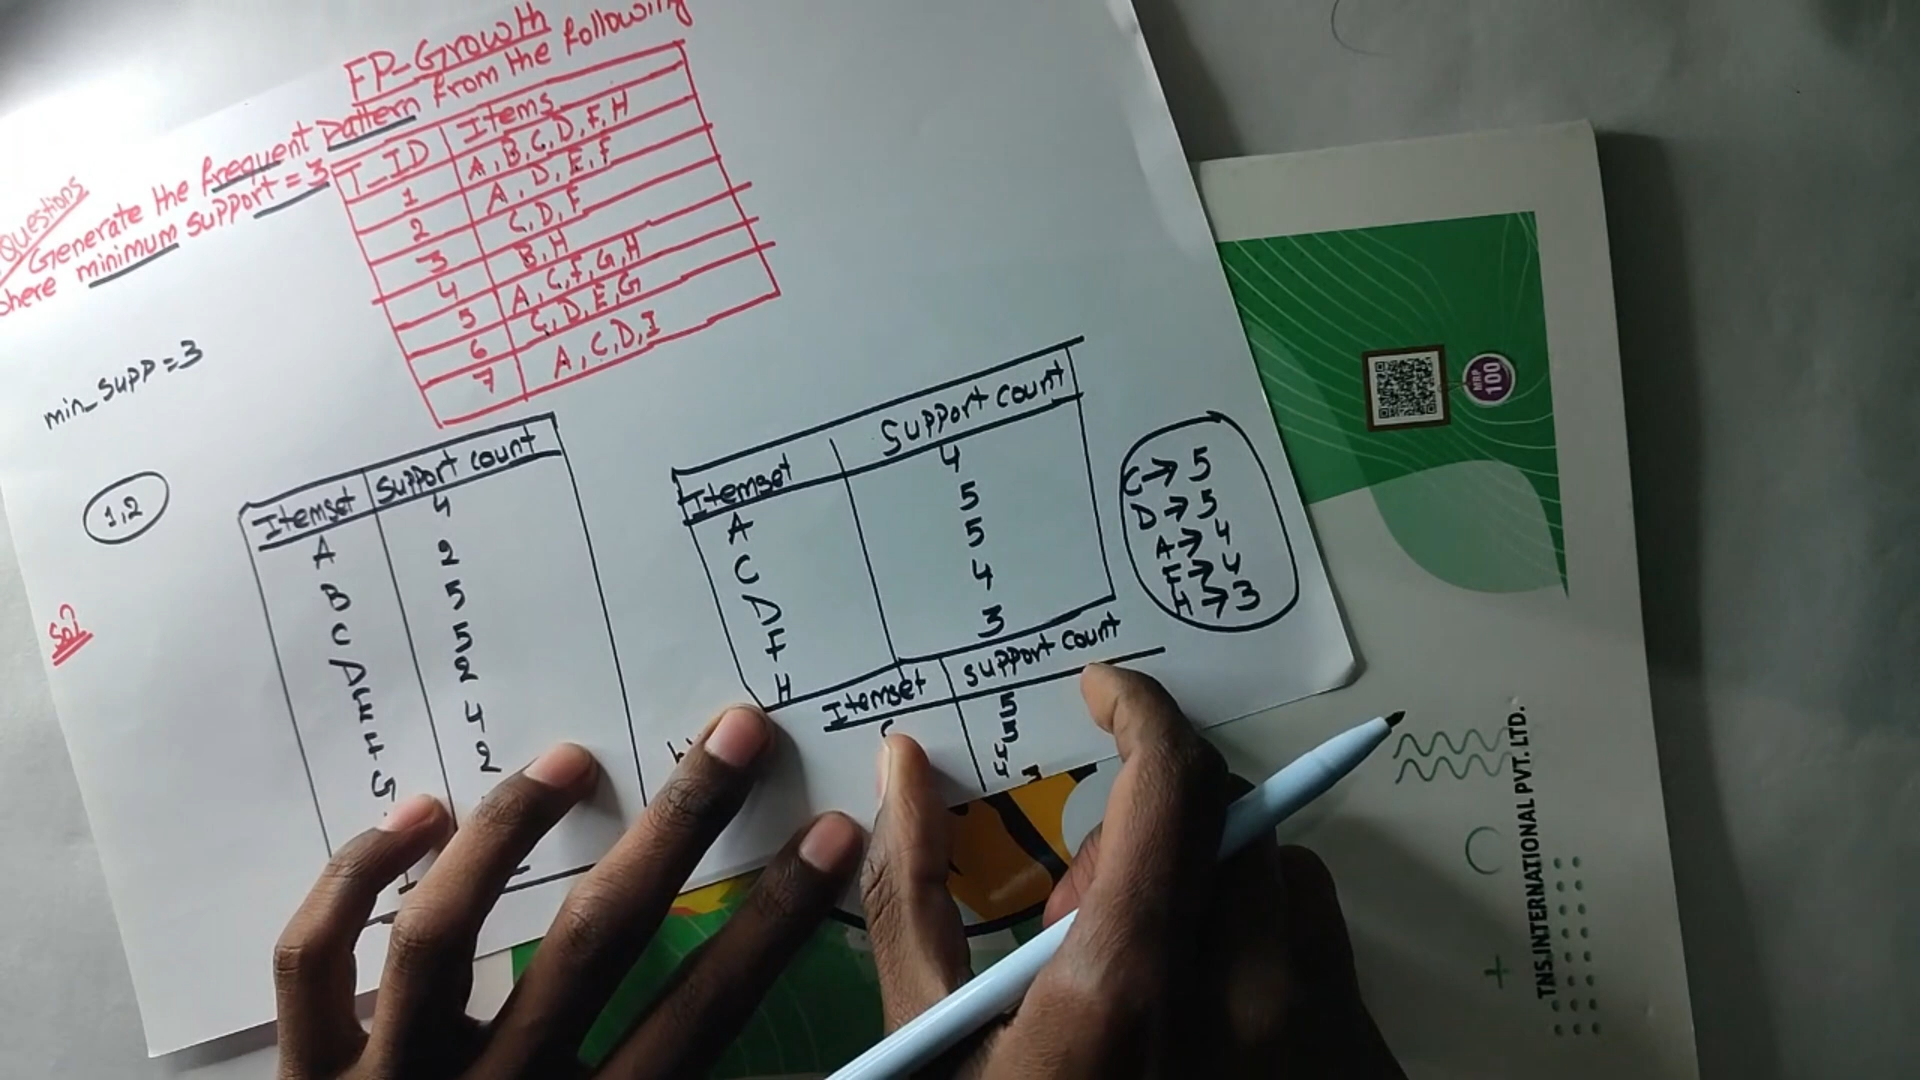 FP-Growth
Questions
Generate the frequent pattern from the following
where minimum support = 3
T_ID Items
1 A, B, C, D, F, H
2 A, D, E, F
3 C, D, F
4 B, H
5 A, C, F, G, H
6 C, D, E, G
7 A, C, D, I
min_supp = 3
1,2
Sol
Itemset Support count
A 4
B 2
C 5
D 5
E 2
F 4
G 2
I
Itemset Support count
A 4
C 5
D 5
F 4
H 3
C → 5
D → 5
A → 4
F → 4
H → 3
Itemset support count
5
5
4
MRP
100
TNS INTERNATIONAL PVT. LTD.